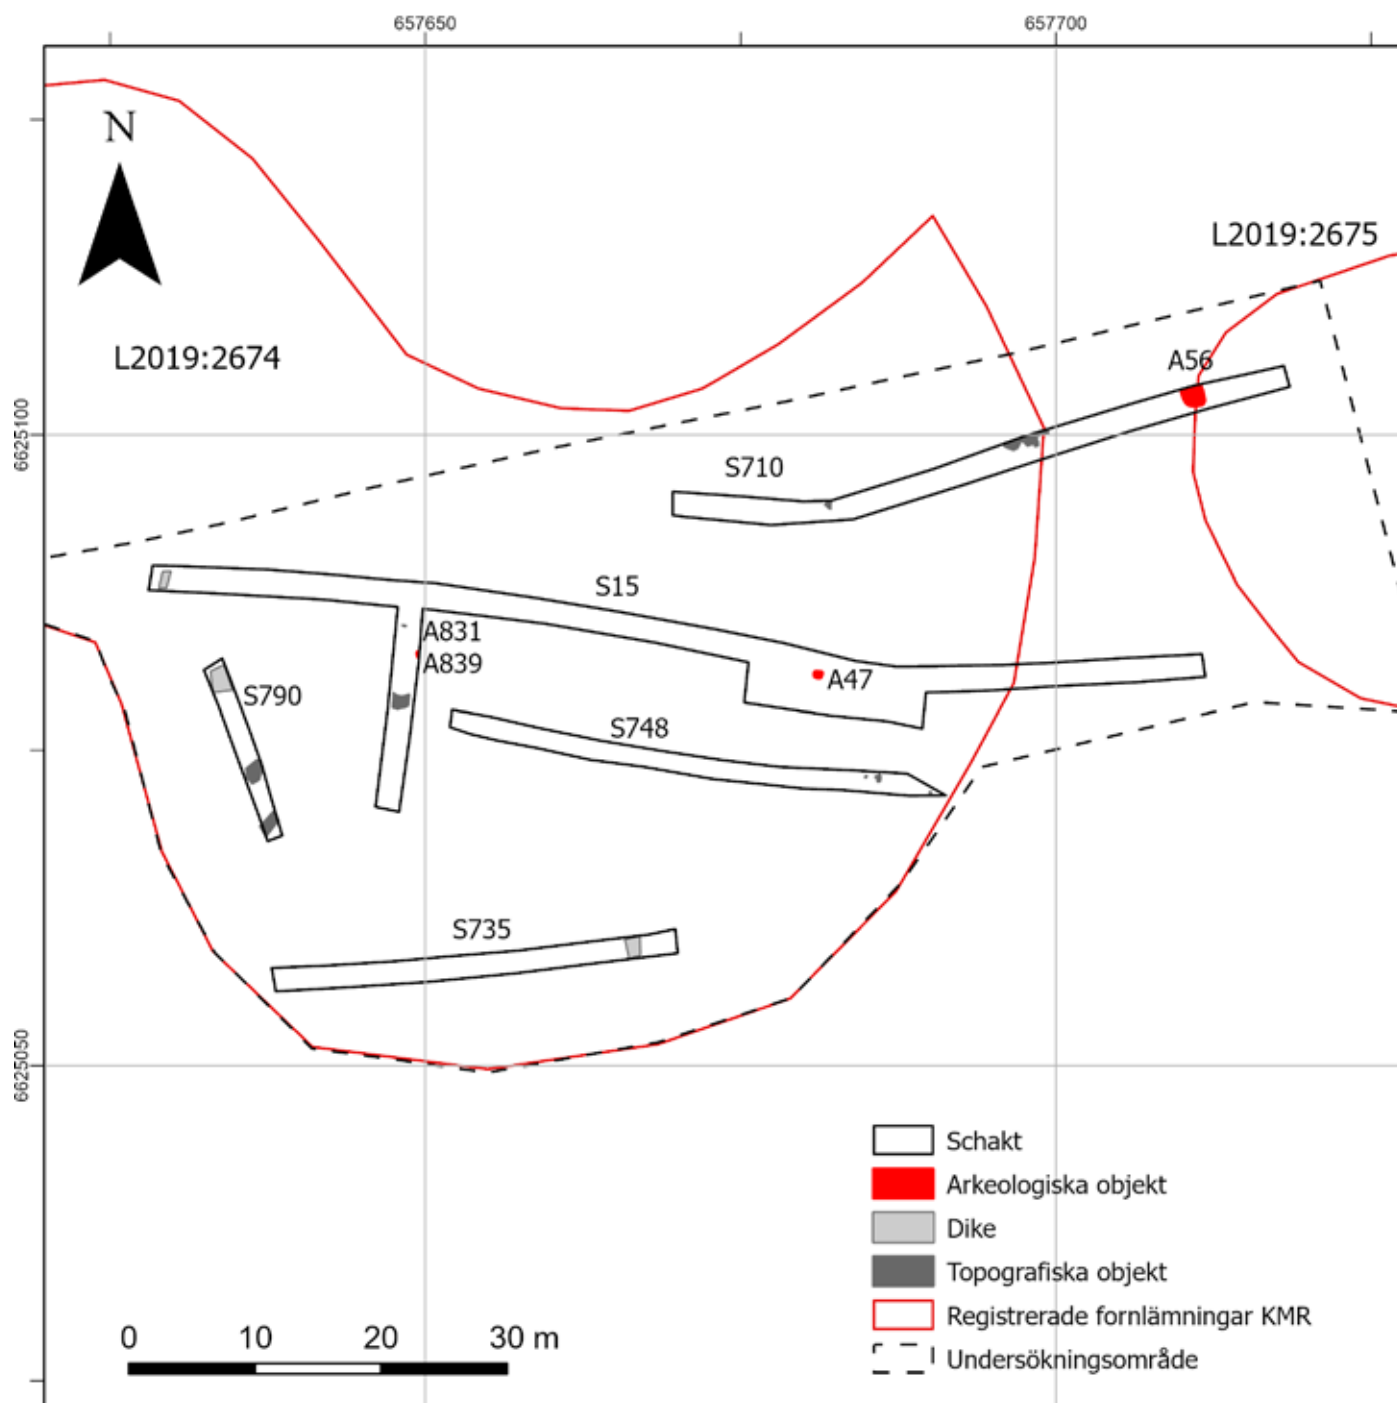 657650
657700
N
L2019:2675
L2019:2674
A56
6625100
S710
S15
A831
A839
A47
S790
S748
S735
6625050
Schakt
Arkeologiska objekt
Dike
Topografiska objekt
Registrerade fornlämningar KMR
Undersökningsområde
0 10 20 30 m